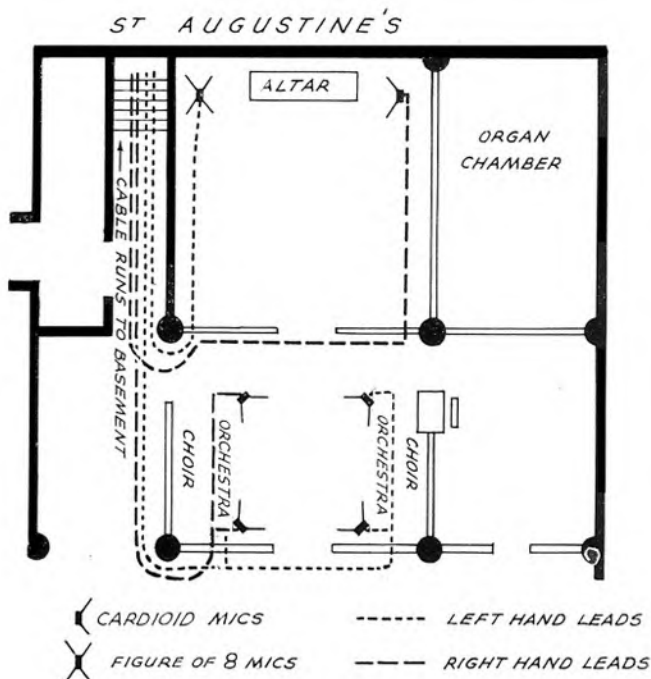 ST AUGUSTINE'S
ALTAR
ORGAN
CHAMBER
CABLE RUNS TO BASEMENT
CHOIR
ORCHESTRA
ORCHESTRA
CHOIR
CARDIOID MICS
LEFT HAND LEADS
FIGURE OF 8 MICS
RIGHT HAND LEADS